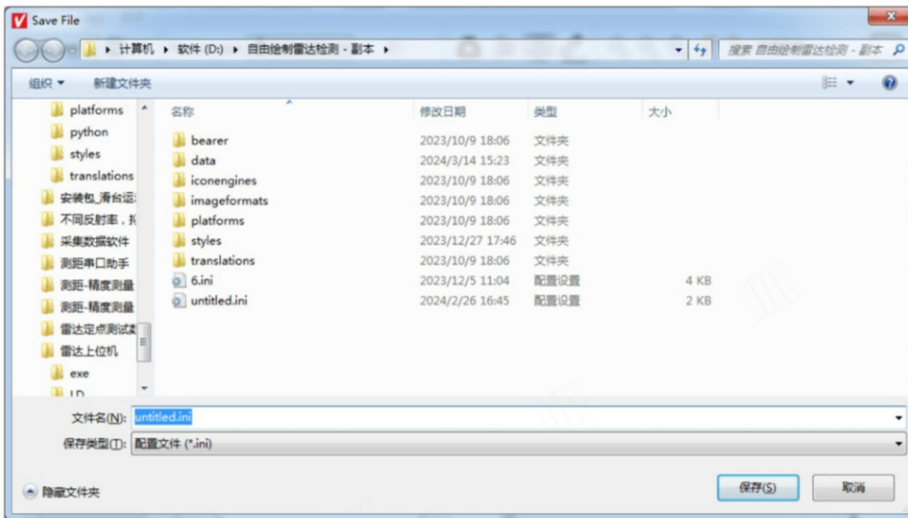 Save File
计算机 ▸ 软件 (D:) ▸ 自由绘制雷达检测 - 副本 ▸
搜索 自由绘制雷达检测 - 副本
组织 新建文件夹
platforms
python
styles
translations
安装包_滑台运
不同反射率，
采集数据软件
测距串口助手
测距-精度测量
测距-精度测量
雷达定点测试数
雷达上位机
exe
LD
名称 修改日期 类型 大小
bearer 2023/10/9 18:06 文件夹
data 2024/3/14 15:23 文件夹
iconengines 2023/10/9 18:06 文件夹
imageformats 2023/10/9 18:06 文件夹
platforms 2023/10/9 18:06 文件夹
styles 2023/12/27 17:46 文件夹
translations 2023/10/9 18:06 文件夹
6.ini 2023/12/5 11:04 配置设置 4 KB
untitled.ini 2024/2/26 16:45 配置设置 2 KB
文件名(N): untitled.ini
保存类型(T): 配置文件 (*.ini)
隐藏文件夹 保存(S) 取消